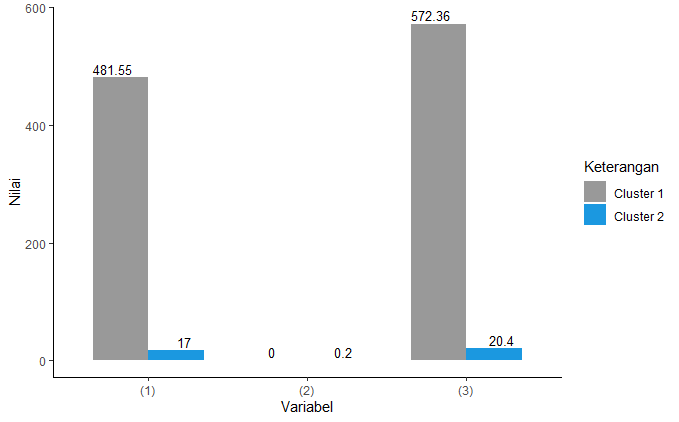 600
572.36
481.55
400
200
17
0
0.2
20.4
0
(1)
(2)
(3)
Variabel
Nilai
Keterangan
Cluster 1
Cluster 2